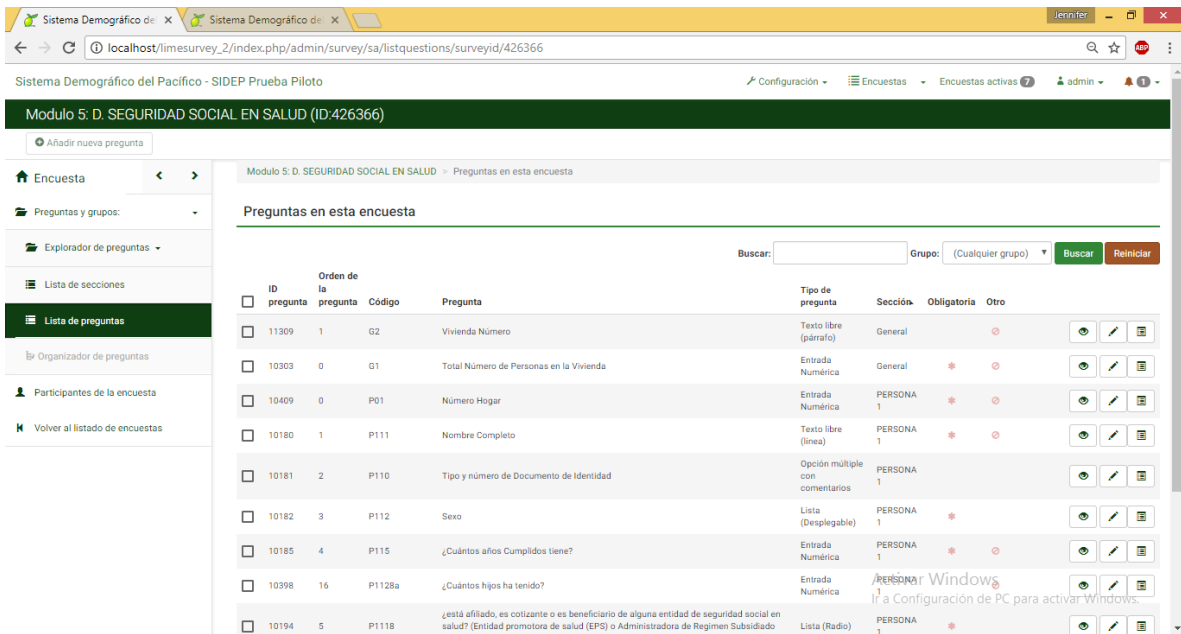 Sistema Demográfico de
Sistema Demográfico de
Jennifer
localhost/limesurvey_2/index.php/admin/survey/sa/listquestions/surveyid/426366
ABP
Sistema Demográfico del Pacífico - SIDEP Prueba Piloto
Configuración
Encuestas
Encuestas activas 7
admin
1
Modulo 5: D. SEGURIDAD SOCIAL EN SALUD (ID:426366)
Añadir nueva pregunta
Encuesta
Preguntas y grupos:
Explorador de preguntas
Lista de secciones
Lista de preguntas
Organizador de preguntas
Participantes de la encuesta
Volver al listado de encuestas
Modulo 5: D. SEGURIDAD SOCIAL EN SALUD > Preguntas en esta encuesta
Preguntas en esta encuesta
Buscar: Grupo: (Cualquier grupo) Buscar Reiniciar
ID pregunta Orden de la pregunta Código Pregunta Tipo de pregunta Sección Obligatoria Otro
11309 1 G2 Vivienda Número Texto libre (párrafo) General
10303 0 G1 Total Número de Personas en la Vivienda Entrada Numérica General
10409 0 P01 Número Hogar Entrada Numérica PERSONA 1
10180 1 P111 Nombre Completo Texto libre (línea) PERSONA 1
10181 2 P110 Tipo y número de Documento de Identidad Opción múltiple con comentarios PERSONA 1
10182 3 P112 Sexo Lista (Desplegable) PERSONA 1
10185 4 P115 ¿Cuántos años Cumplidos tiene? Entrada Numérica PERSONA 1
10398 16 P1128a ¿Cuántos hijos ha tenido? Entrada Numérica PERSONA 1
10194 5 P1118 ¿está afiliado, es cotizante o es beneficiario de alguna entidad de seguridad social en salud? (Entidad promotora de salud (EPS) o Administradora de Regimen Subsidiado Lista (Radio) PERSONA 1
Activar Windows
Ir a Configuración de PC para activar Windows.